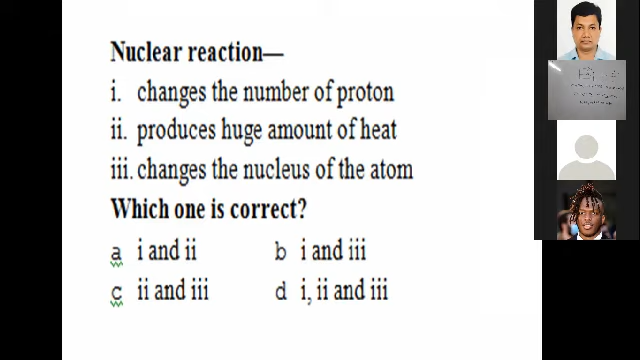 Nuclear reaction—
i. changes the number of proton
ii. produces huge amount of heat
iii. changes the nucleus of the atom
Which one is correct?
a i and ii b i and iii
c ii and iii d i, ii and iii